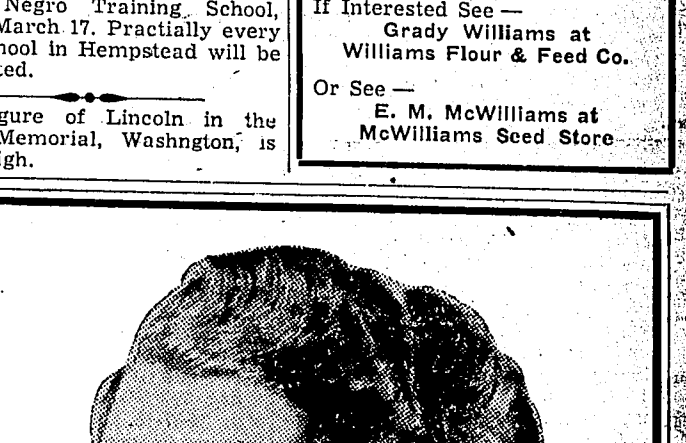 Negro Training School,
March 17. Practially every
hool in Hempstead will be
ted.
gure of Lincoln in the
Memorial, Washngton, is
igh.
If Interested See —
Grady Williams at
Williams Flour & Feed Co.
Or See —
E. M. McWilliams at
McWilliams Seed Store